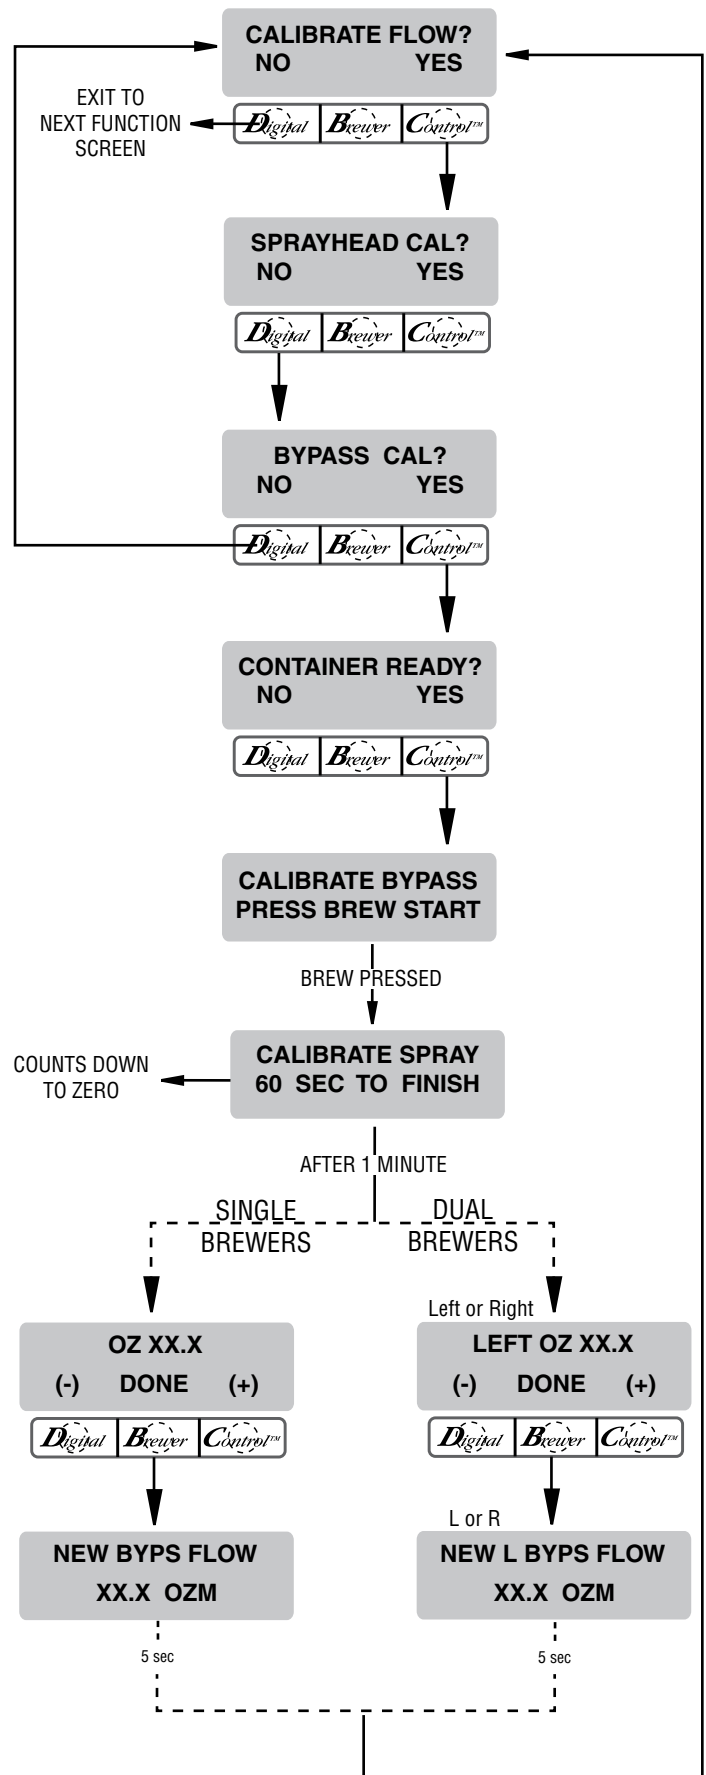 CALIBRATE FLOW?
NO YES
EXIT TO
NEXT FUNCTION
SCREEN
Digital Brewer Control™
SPRAYHEAD CAL?
NO YES
Digital Brewer Control™
BYPASS CAL?
NO YES
Digital Brewer Control™
CONTAINER READY?
NO YES
Digital Brewer Control™
CALIBRATE BYPASS
PRESS BREW START
BREW PRESSED
CALIBRATE SPRAY
60 SEC TO FINISH
COUNTS DOWN
TO ZERO
AFTER 1 MINUTE
SINGLE
BREWERS
DUAL
BREWERS
OZ XX.X
(-) DONE (+)
Digital Brewer Control™
Left or Right
LEFT OZ XX.X
(-) DONE (+)
Digital Brewer Control™
NEW BYPS FLOW
XX.X OZM
5 sec
L or R
NEW L BYPS FLOW
XX.X OZM
5 sec